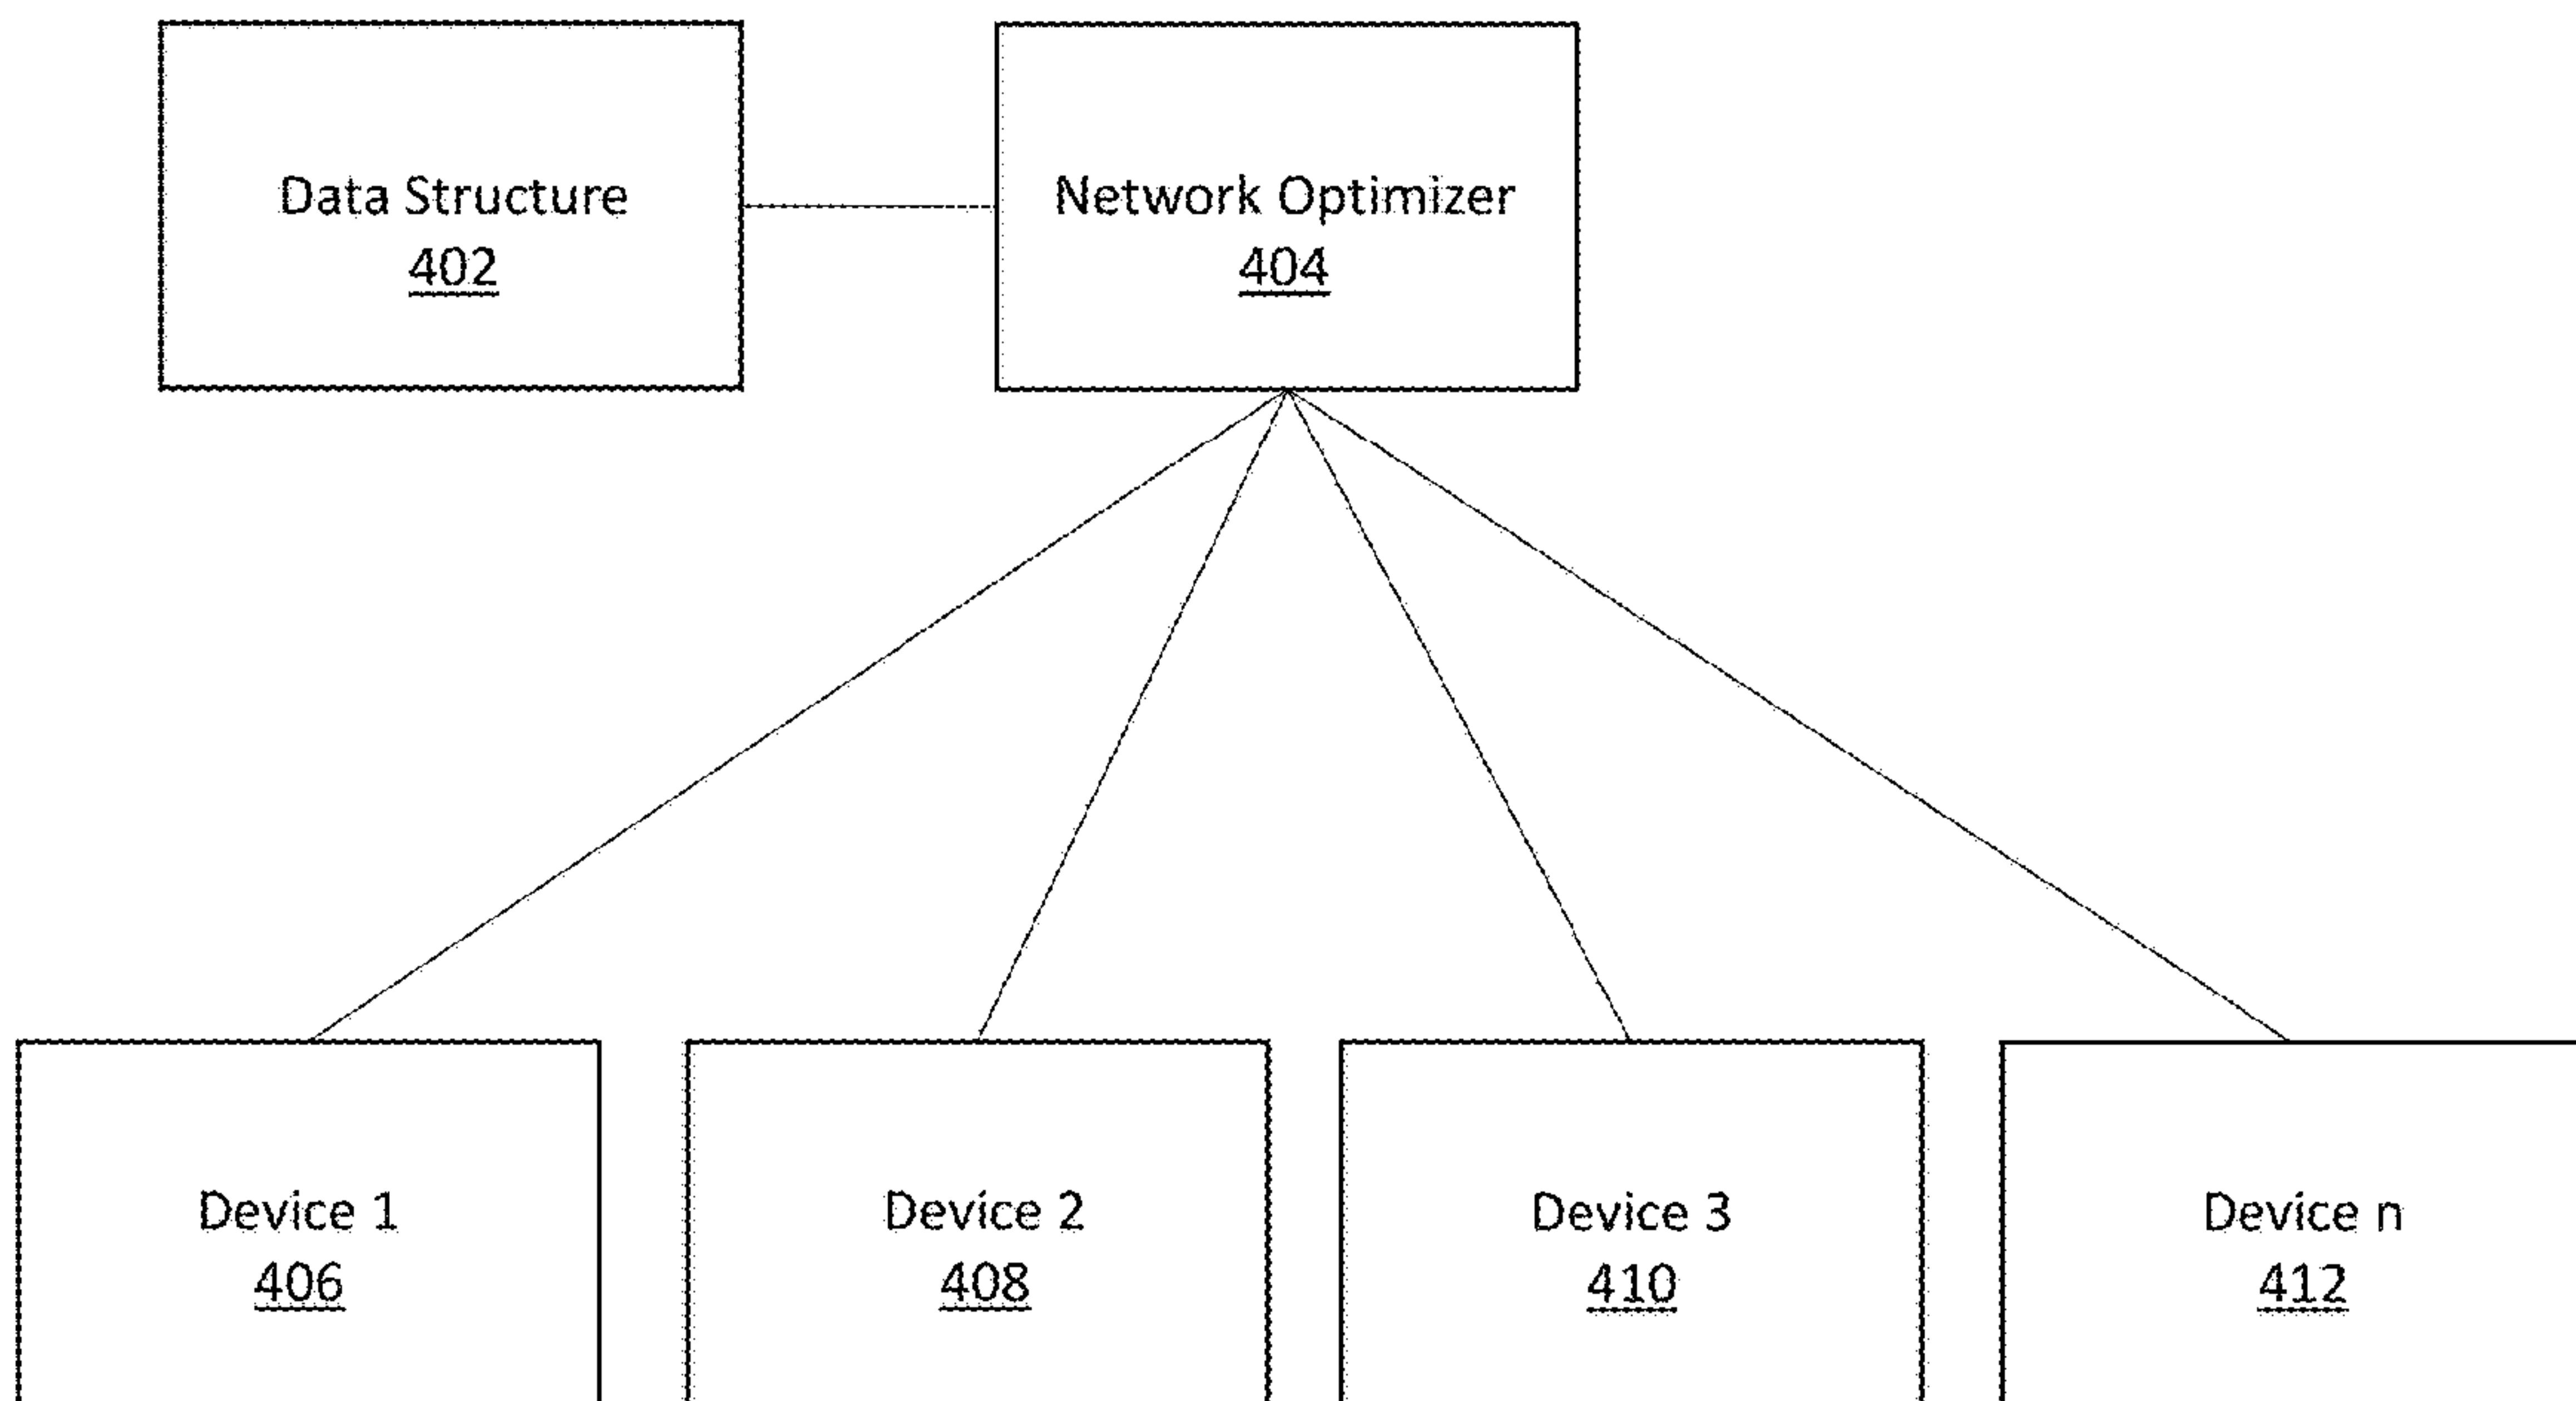 Data Structure
402
Network Optimizer
404
Device 1
406
Device 2
408
Device 3
410
Device n
412